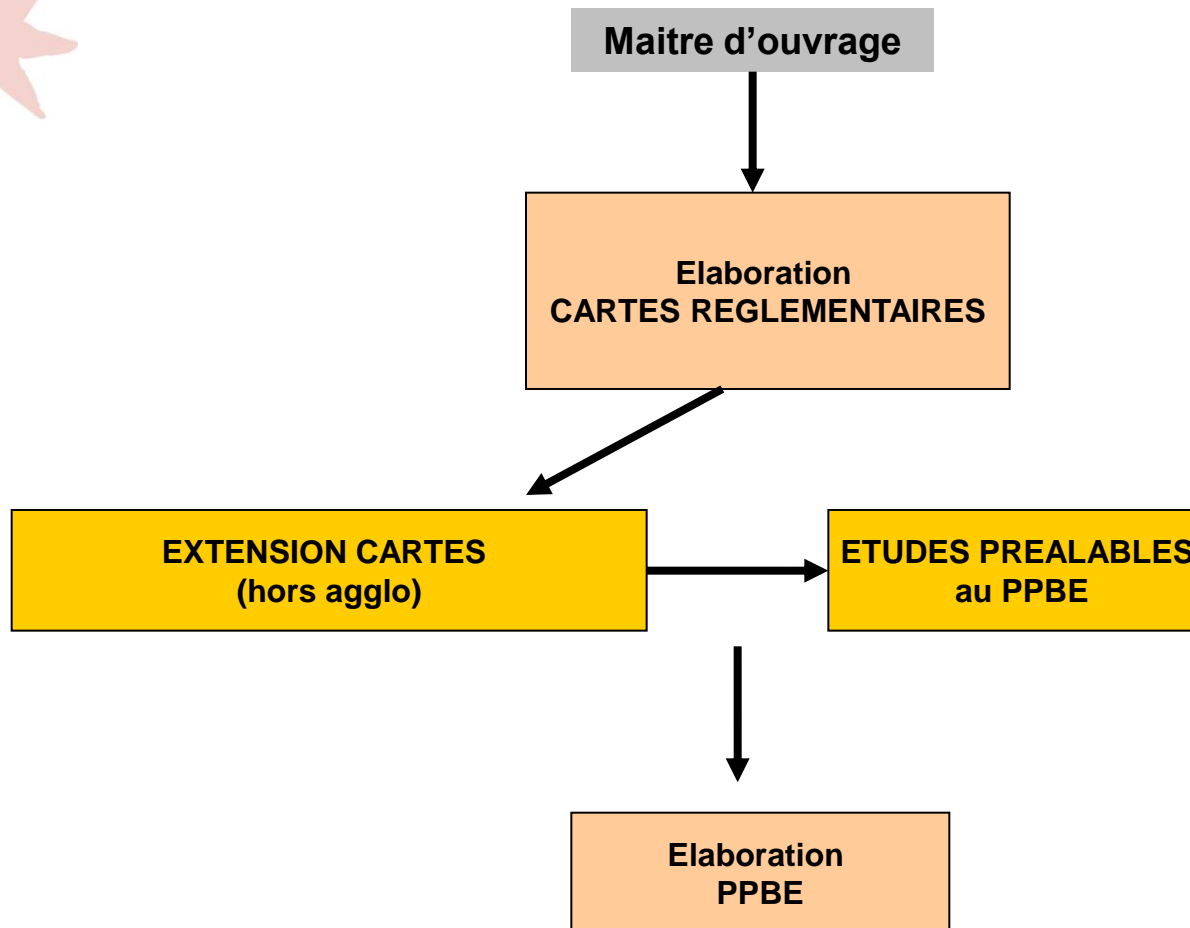 Maitre d’ouvrage
Elaboration
CARTES REGLEMENTAIRES
EXTENSION CARTES
(hors agglo)
ETUDES PREALABLES
au PPBE
Elaboration
PPBE